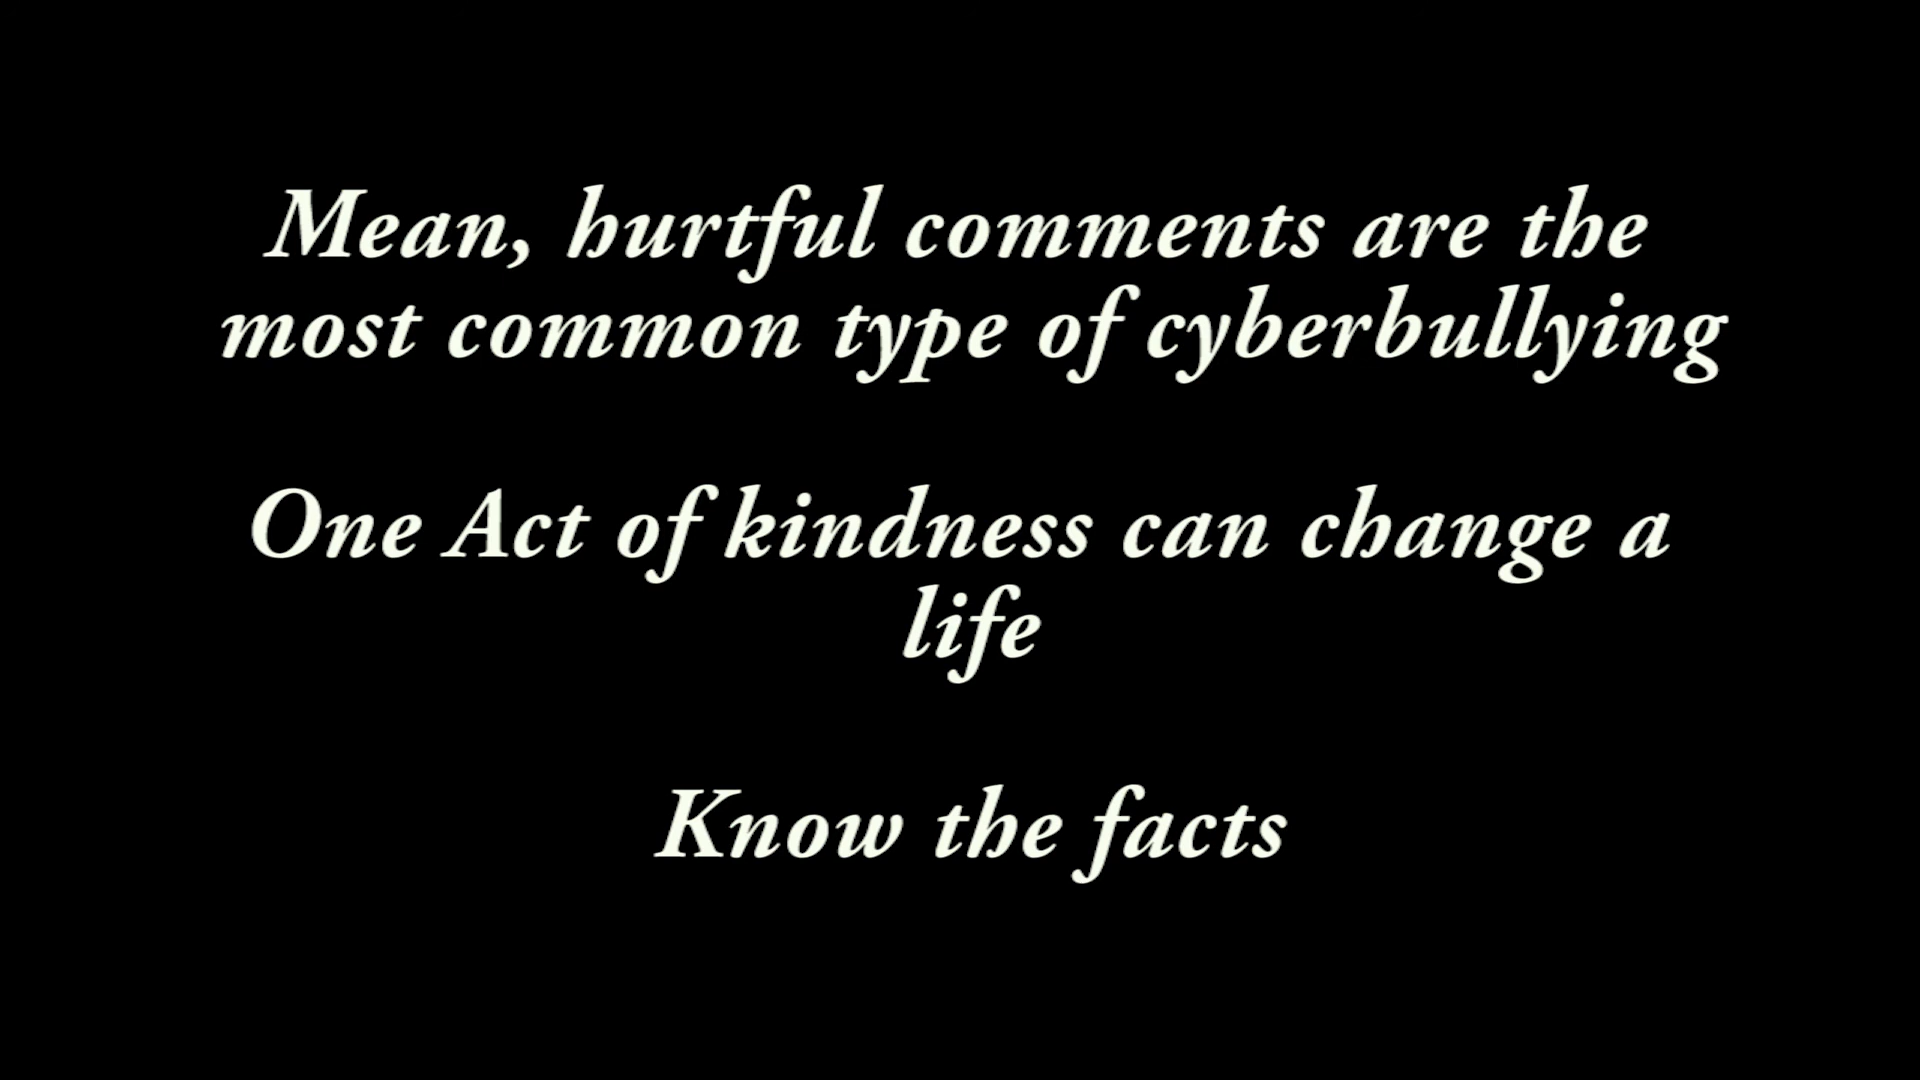 Mean, hurtful comments are the
most common type of cyberbullying
One Act of kindness can change a
life
Know the facts